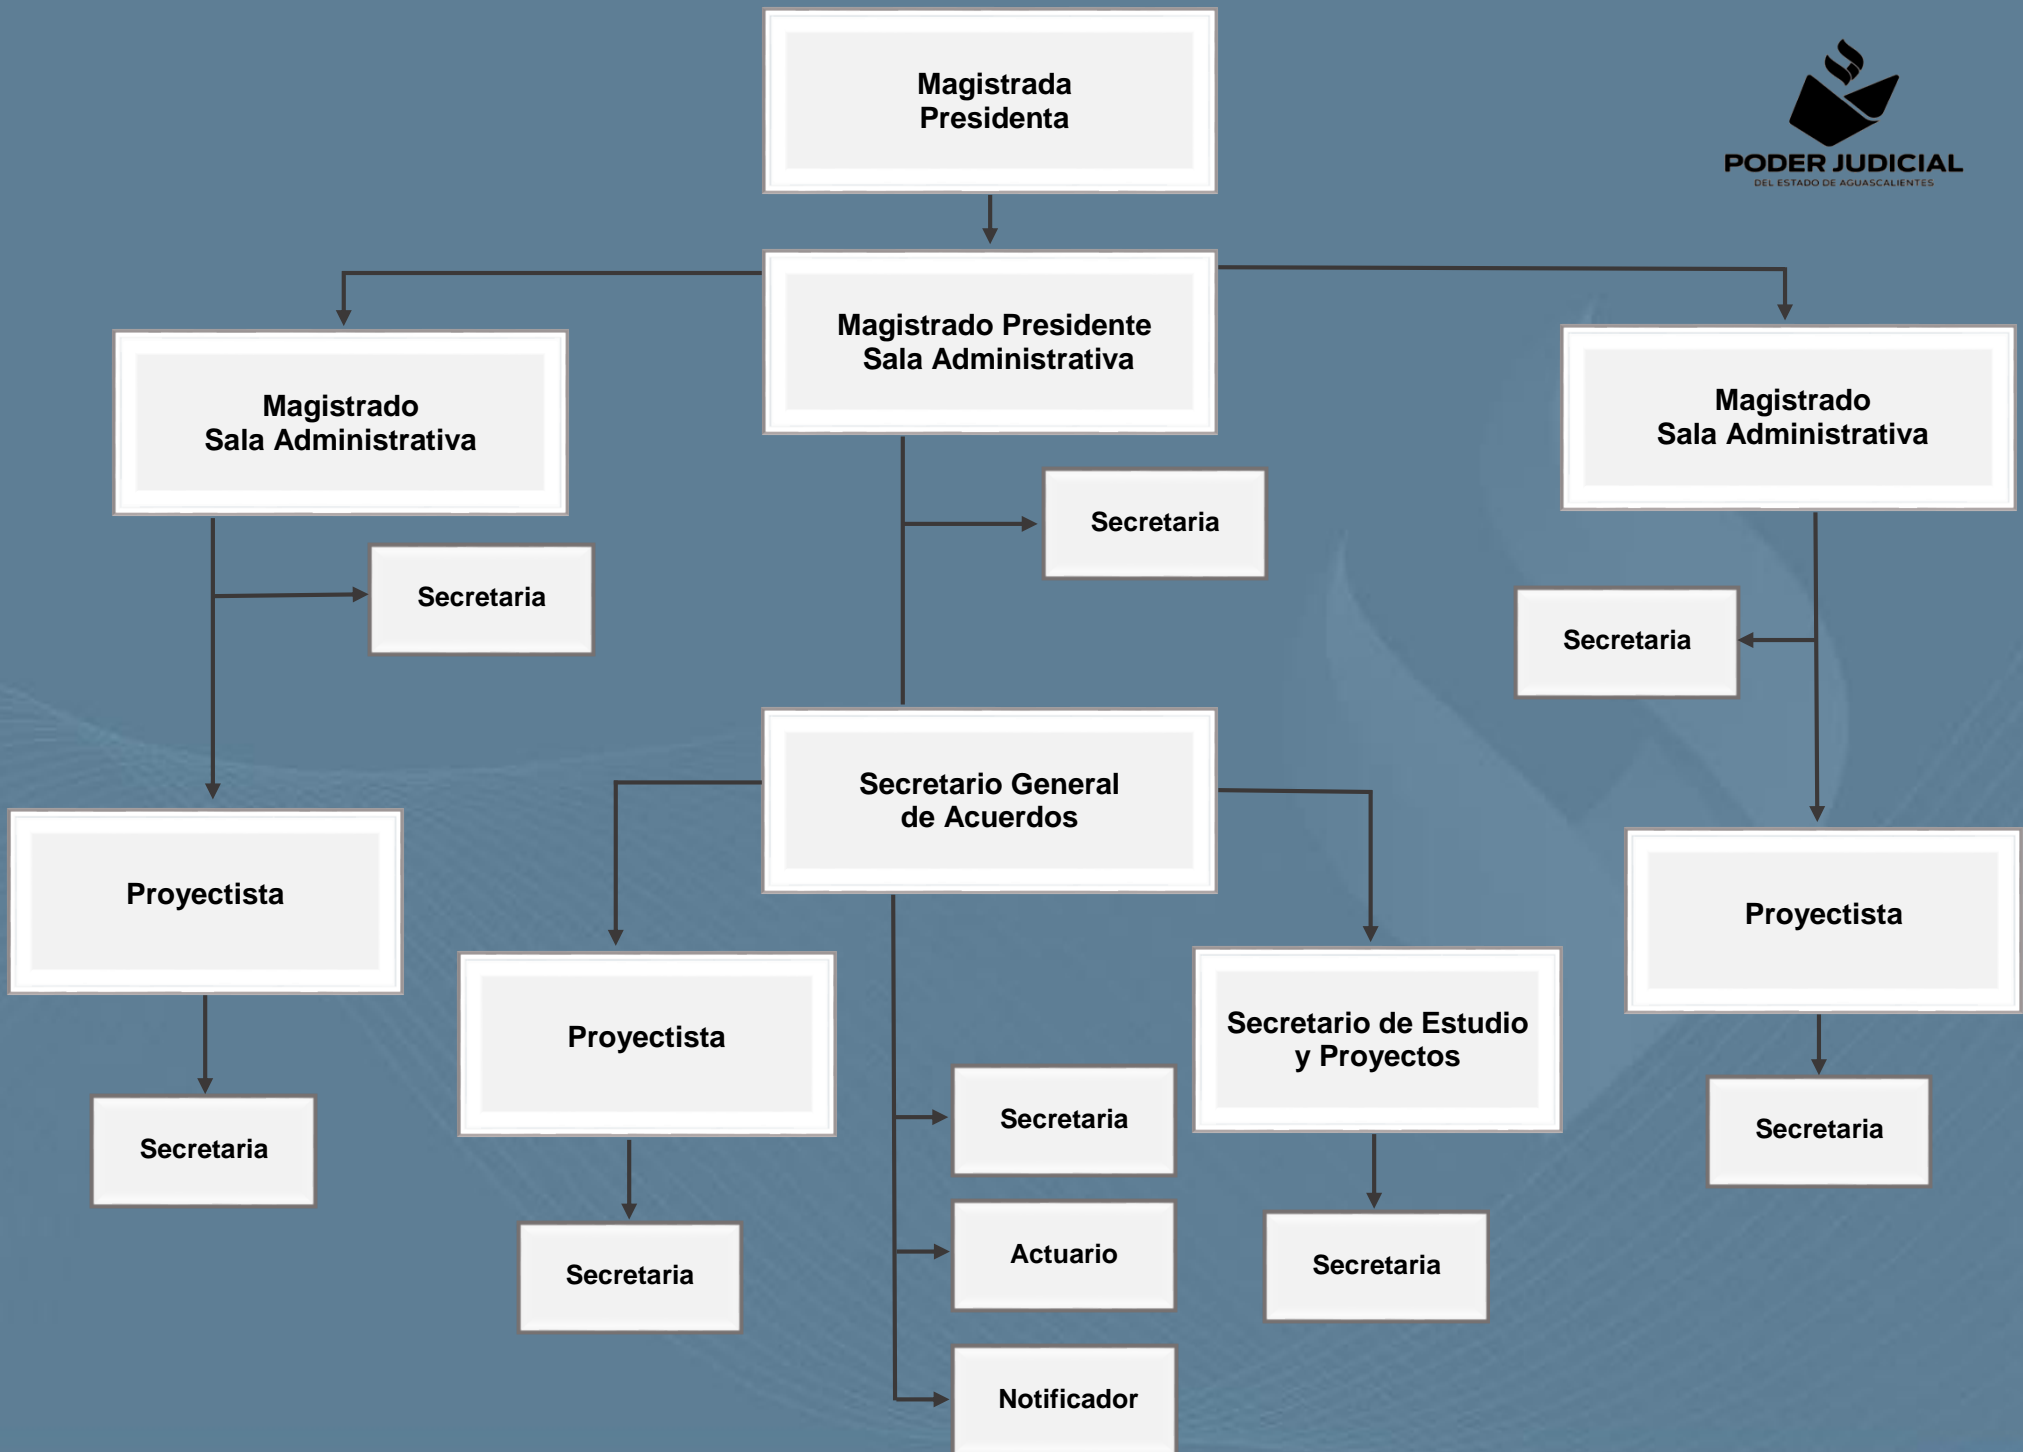 Magistrada
Presidenta
PODER JUDICIAL
DEL ESTADO DE AGUASCALIENTES
Magistrado Presidente
Sala Administrativa
Magistrado
Sala Administrativa
Magistrado
Sala Administrativa
Secretaria
Secretaria
Secretaria
Secretario General
de Acuerdos
Proyectista
Proyectista
Proyectista
Secretario de Estudio
y Proyectos
Secretaria
Secretaria
Secretaria
Actuario
Secretaria
Secretaria
Notificador